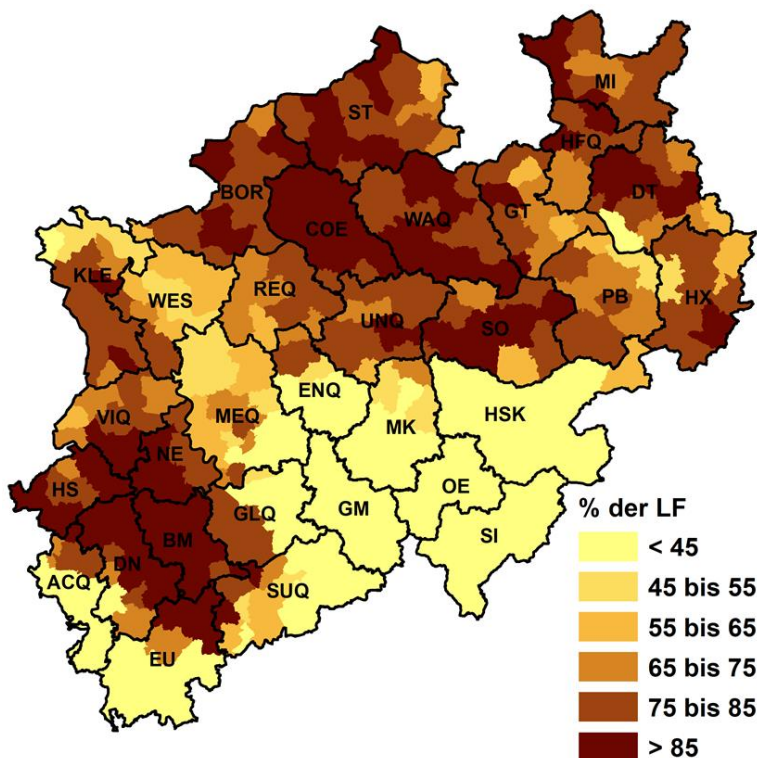 MI
ST
HFQ
BOR
DT
GT
COE
WAQ
KLE
WES
REQ
PB
HX
UNQ
SO
ENQ
HSK
VIQ
MEQ
MK
NE
HS
OE
GLQ
GM
% der LF
BM
SI
DN
< 45
ACQ
SUQ
45 bis 55
55 bis 65
EU
65 bis 75
75 bis 85
> 85